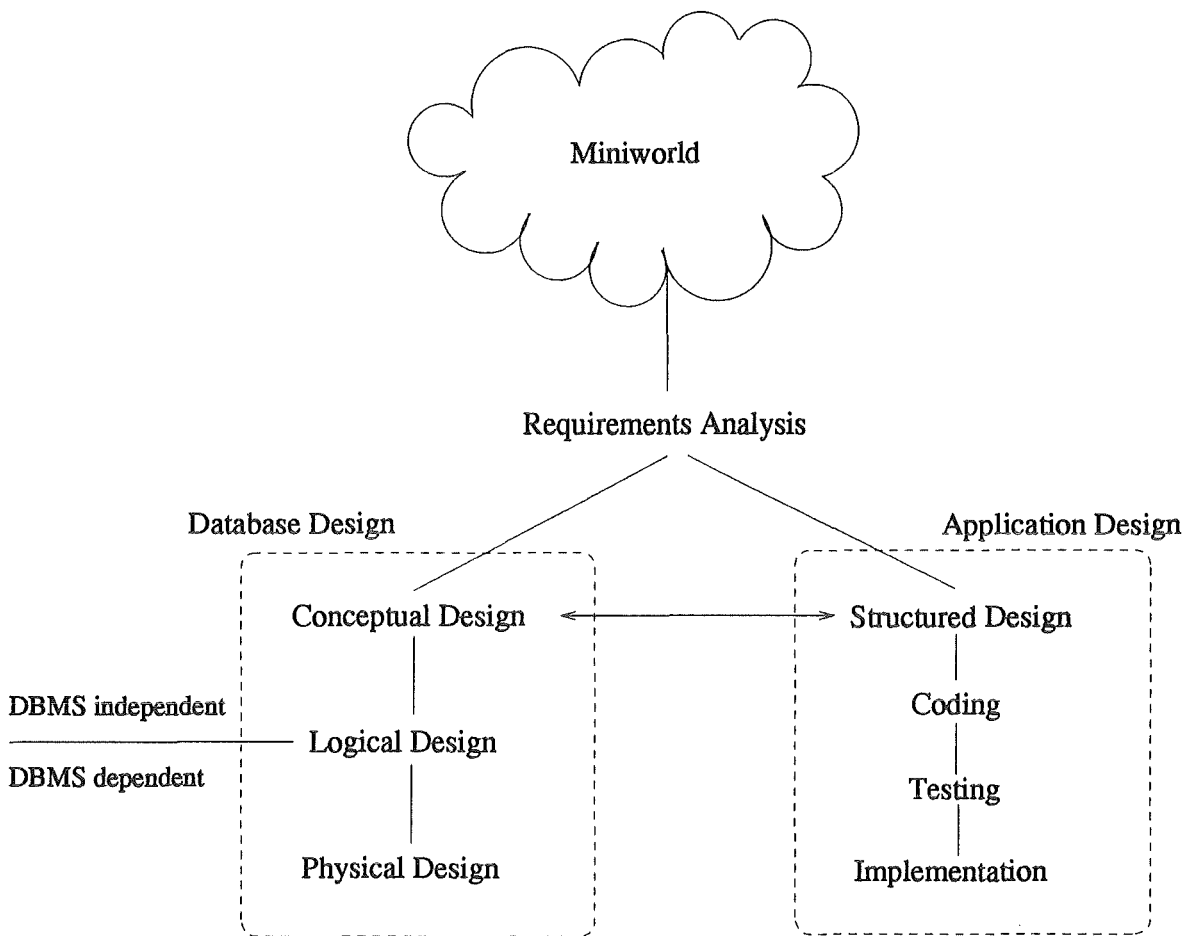 Miniworld
Requirements Analysis
Database Design
Application Design
Conceptual Design
Structured Design
DBMS independent
Coding
Logical Design
DBMS dependent
Testing
Physical Design
Implementation